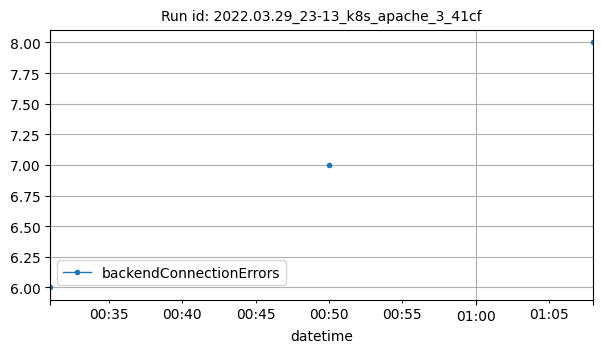 Run id: 2022.03.29_23-13_k8s_apache_3_41cf
8.00
7.75
7.50
7.25
7.00
6.75
6.50
6.25
6.00
backendConnectionErrors
00:35 00:40 00:45 00:50 00:55 01:00 01:05
datetime